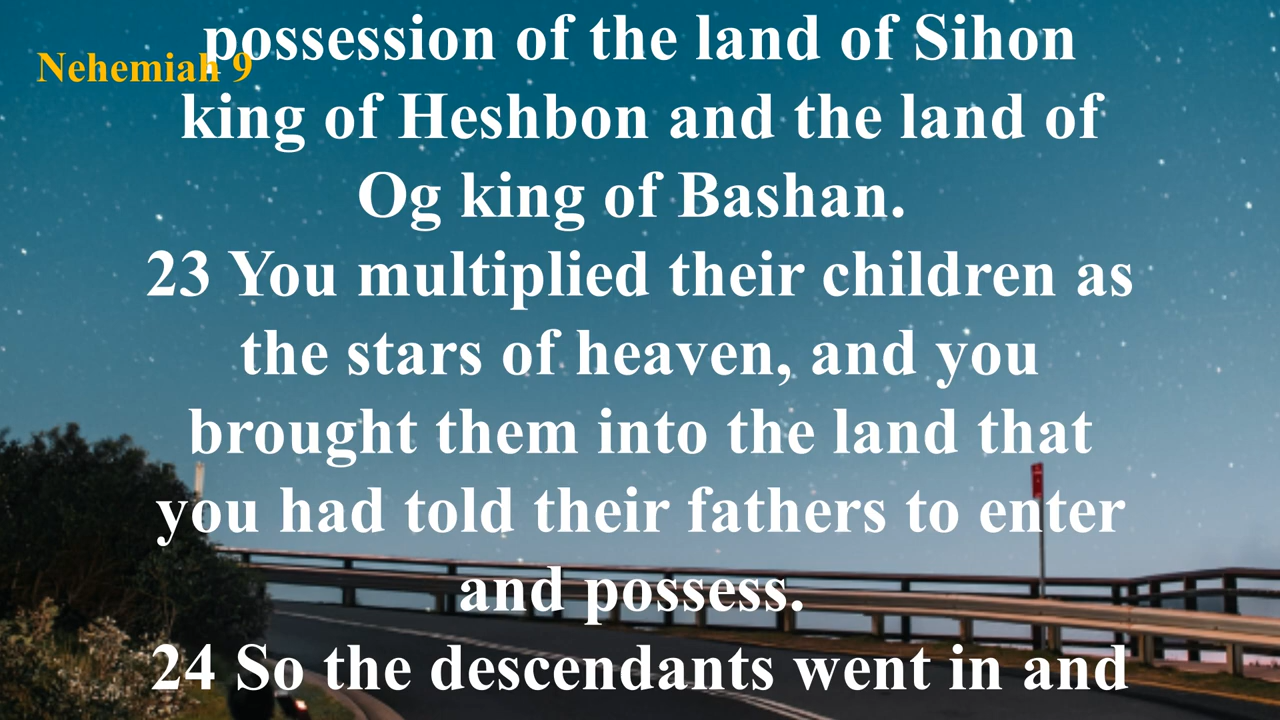 possession of the land of Sihon
Nehemiah 9
king of Heshbon and the land of
Og king of Bashan.
23 You multiplied their children as
the stars of heaven, and you
brought them into the land that
you had told their fathers to enter
and possess.
24 So the descendants went in and